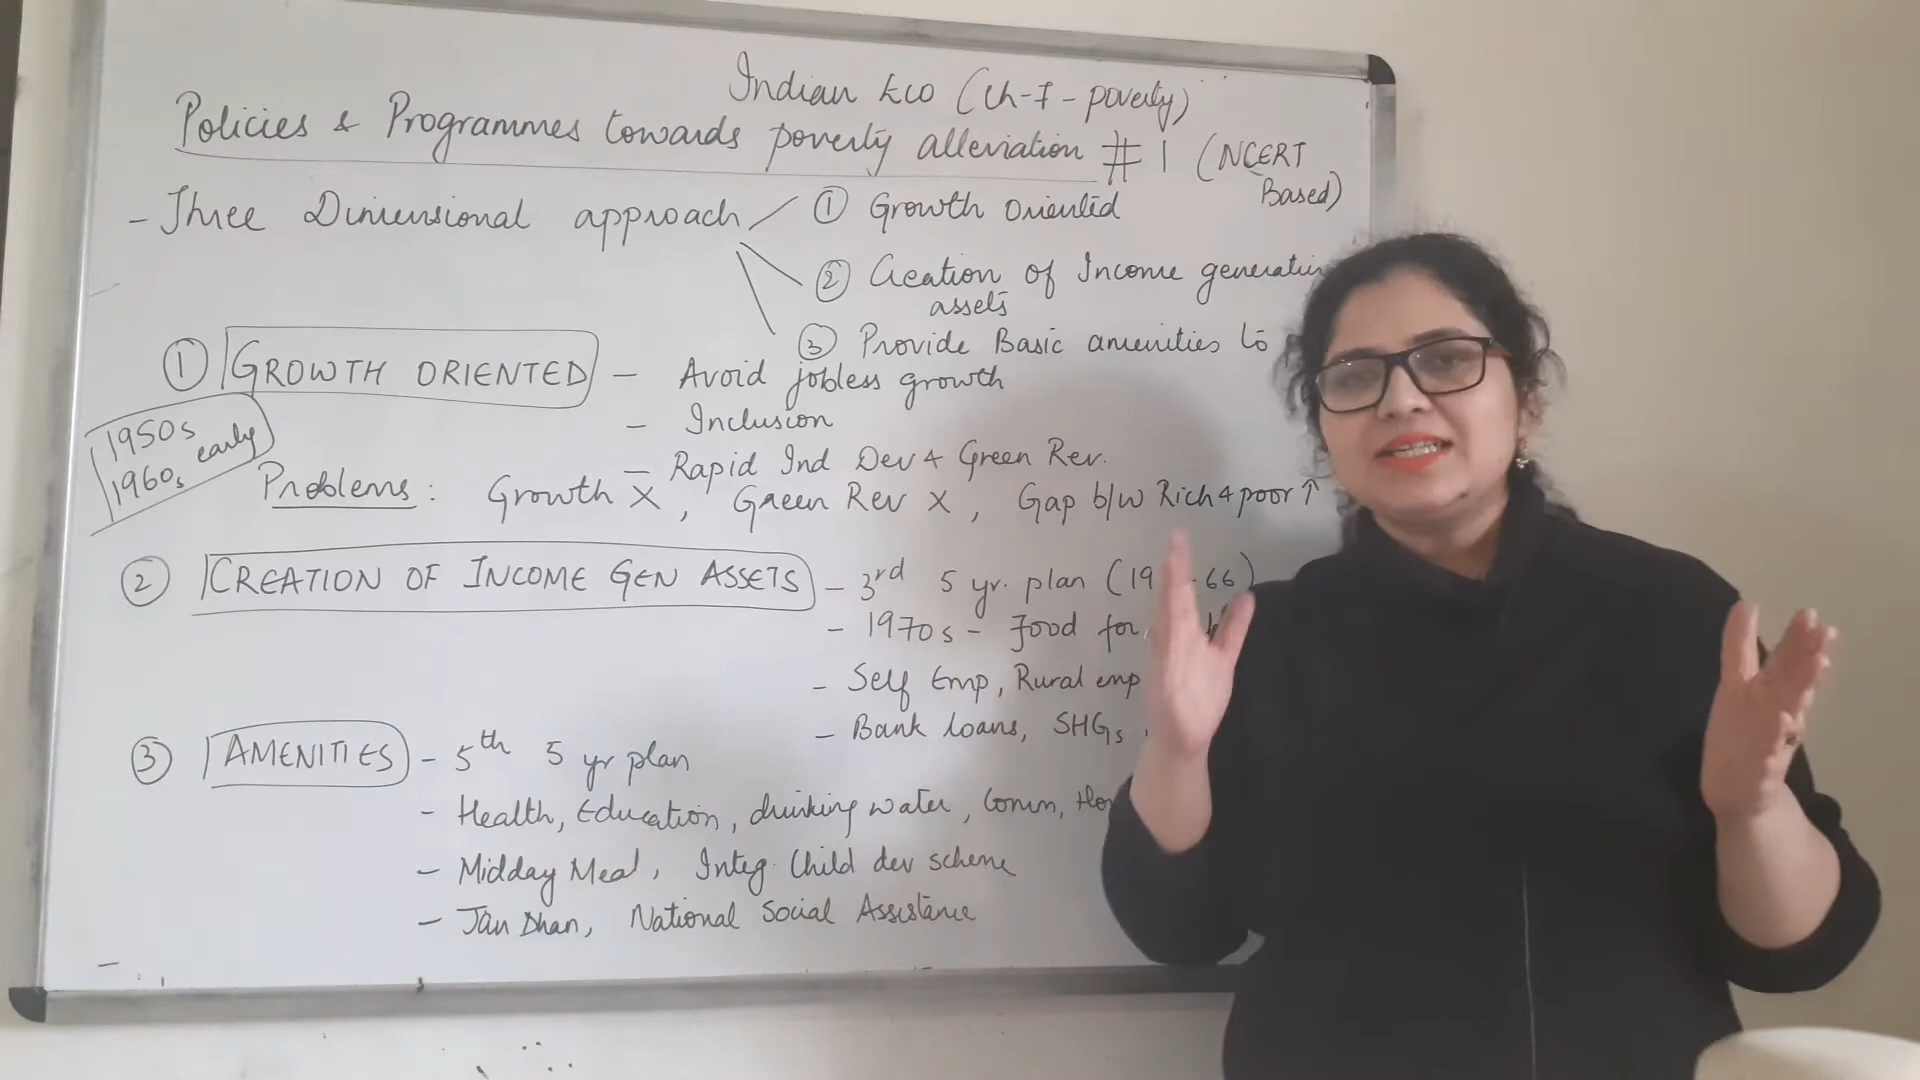 Indian Eco (Ch-I - poverty)
Policies & Programmes towards poverty alleviation # 1 (NCERT Based)
- Three Dimensional approach
① Growth Oriented
② Creation of Income
assets
③ Provide Basic amenities to
① GROWTH ORIENTED - Avoid jobless growth
1950s
1960s early
- Inclusion
- Rapid Ind Dev & Green Rev.
Problems : Growth X, Green Rev X, Gap b/w Rich & poor ↑
② CREATION OF INCOME GEN ASSETS - 3rd 5 yr. plan (19 - 66)
- 1970s - Food for
- Self Emp, Rural emp
- Bank loans, SHGs
③ AMENITIES - 5th 5 yr plan
- Health, Education, drinking water, Comm,
- Midday Meal, Integ. Child dev scheme
- Jan Dhan, National Social Assistance